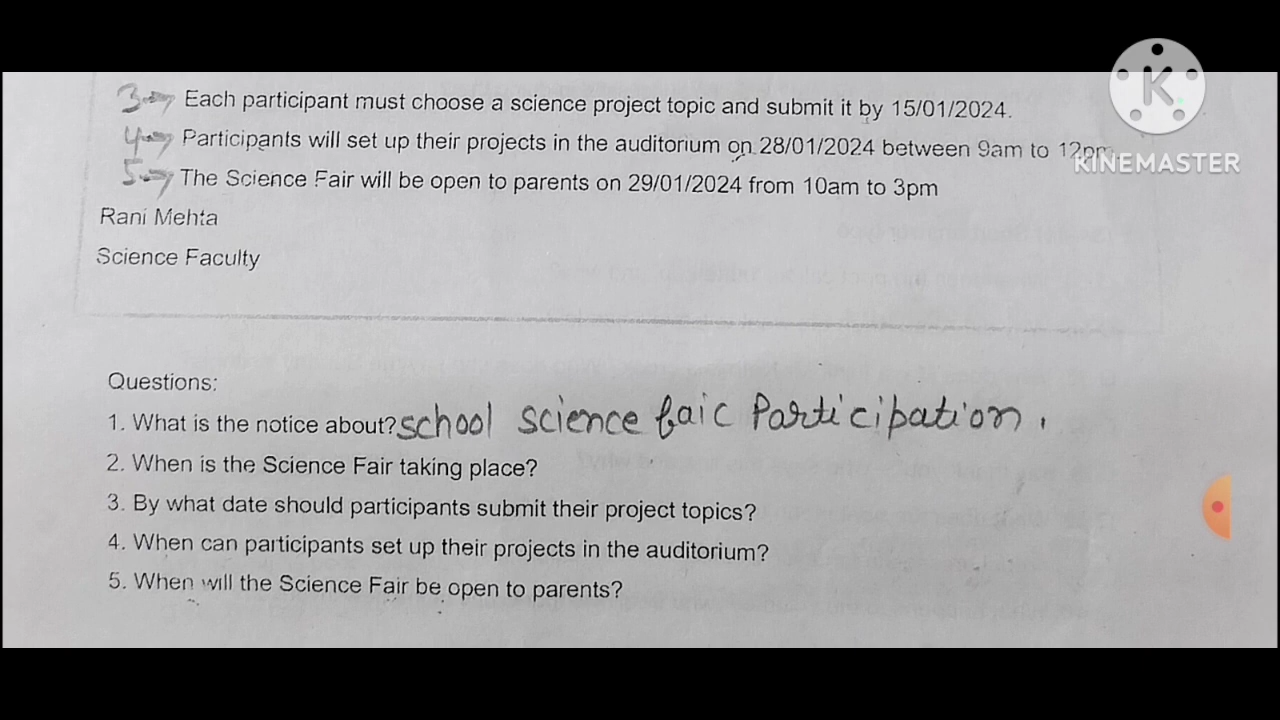 3→ Each participant must choose a science project topic and submit it by 15/01/2024.
4→ Participants will set up their projects in the auditorium on 28/01/2024 between 9am to 12pm
KINEMASTER
5→ The Science Fair will be open to parents on 29/01/2024 from 10am to 3pm
Rani Mehta
Science Faculty
Questions:
1. What is the notice about? school science faic Participation.
2. When is the Science Fair taking place?
3. By what date should participants submit their project topics?
4. When can participants set up their projects in the auditorium?
5. When will the Science Fair be open to parents?